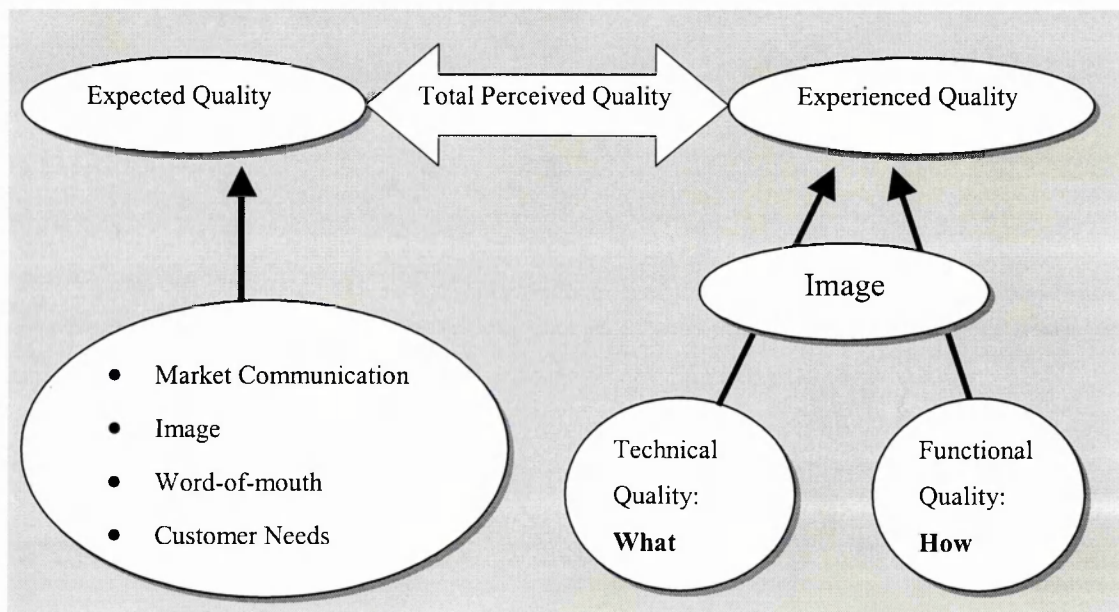 Expected Quality
Total Perceived Quality
Experienced Quality
Image
• Market Communication
• Image
• Word-of-mouth
• Customer Needs
Technical
Quality:
What
Functional
Quality:
How